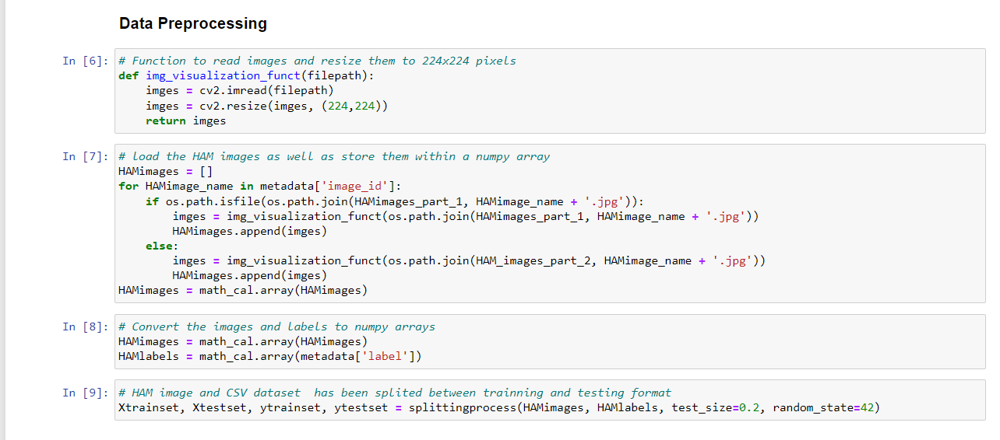 Data Preprocessing
In [6]: # Function to read images and resize them to 224x224 pixels
def img_visualization_funct(filepath):
    imges = cv2.imread(filepath)
    imges = cv2.resize(imges, (224,224))
    return imges
In [7]: # load the HAM images as well as store them within a numpy array
HAMimages = []
for HAMimage_name in metadata['image_id']:
    if os.path.isfile(os.path.join(HAMimages_part_1, HAMimage_name + '.jpg')):
        imges = img_visualization_funct(os.path.join(HAMimages_part_1, HAMimage_name + '.jpg'))
        HAMimages.append(imges)
    else:
        imges = img_visualization_funct(os.path.join(HAM_images_part_2, HAMimage_name + '.jpg'))
        HAMimages.append(imges)
HAMimages = math_cal.array(HAMimages)
In [8]: # Convert the images and labels to numpy arrays
HAMimages = math_cal.array(HAMimages)
HAMlabels = math_cal.array(metadata['label'])
In [9]: # HAM image and CSV dataset  has been splited between trainning and testing format
Xtrainset, Xtestset, ytrainset, ytestset = splittingprocess(HAMimages, HAMlabels, test_size=0.2, random_state=42)